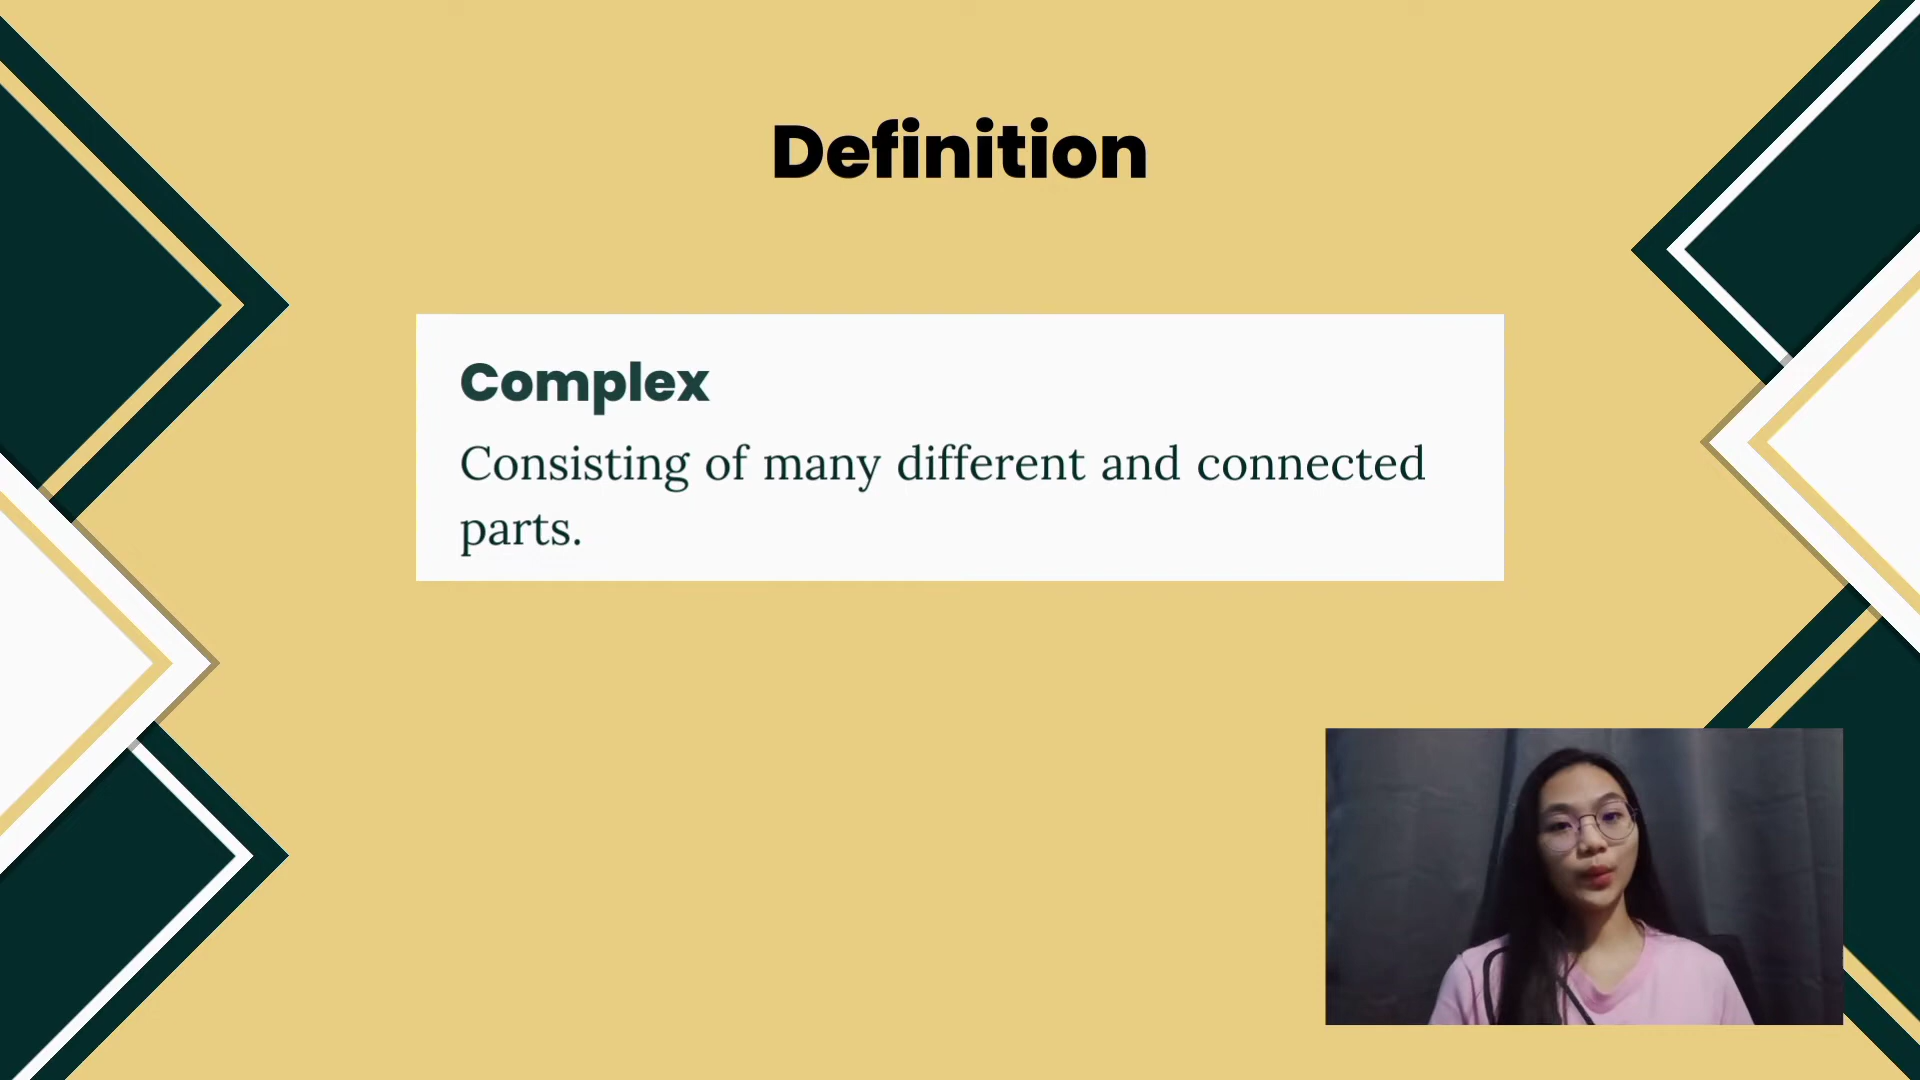 Definition
Complex
Consisting of many different and connected
parts.